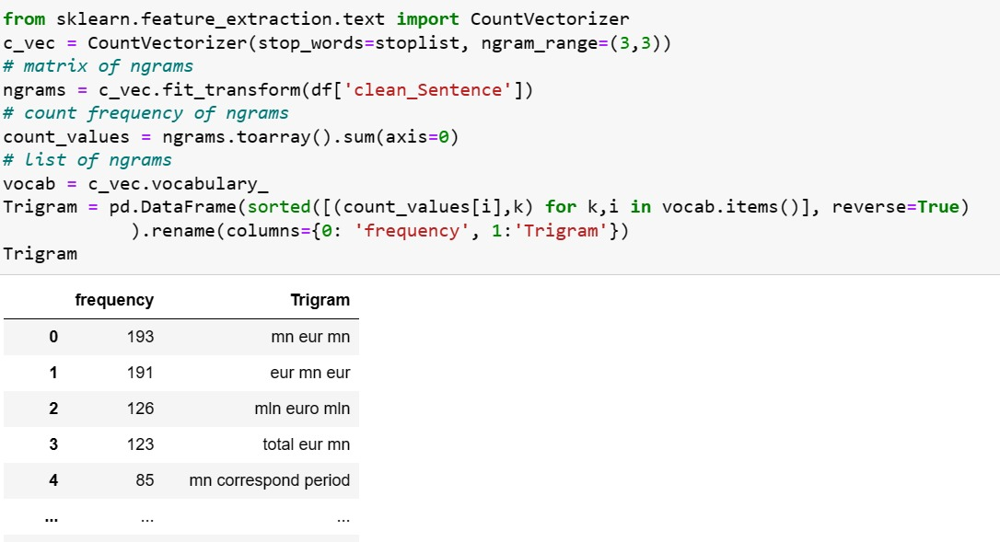 from sklearn.feature_extraction.text import CountVectorizer
c_vec = CountVectorizer(stop_words=stoplist, ngram_range=(3,3))
# matrix of ngrams
ngrams = c_vec.fit_transform(df['clean_Sentence'])
# count frequency of ngrams
count_values = ngrams.toarray().sum(axis=0)
# list of ngrams
vocab = c_vec.vocabulary_
Trigram = pd.DataFrame(sorted([(count_values[i],k) for k,i in vocab.items()], reverse=True)
            ).rename(columns={0: 'frequency', 1:'Trigram'})
Trigram
frequency Trigram
0 193 mn eur mn
1 191 eur mn eur
2 126 mln euro mln
3 123 total eur mn
4 85 mn correspond period
... ... ...